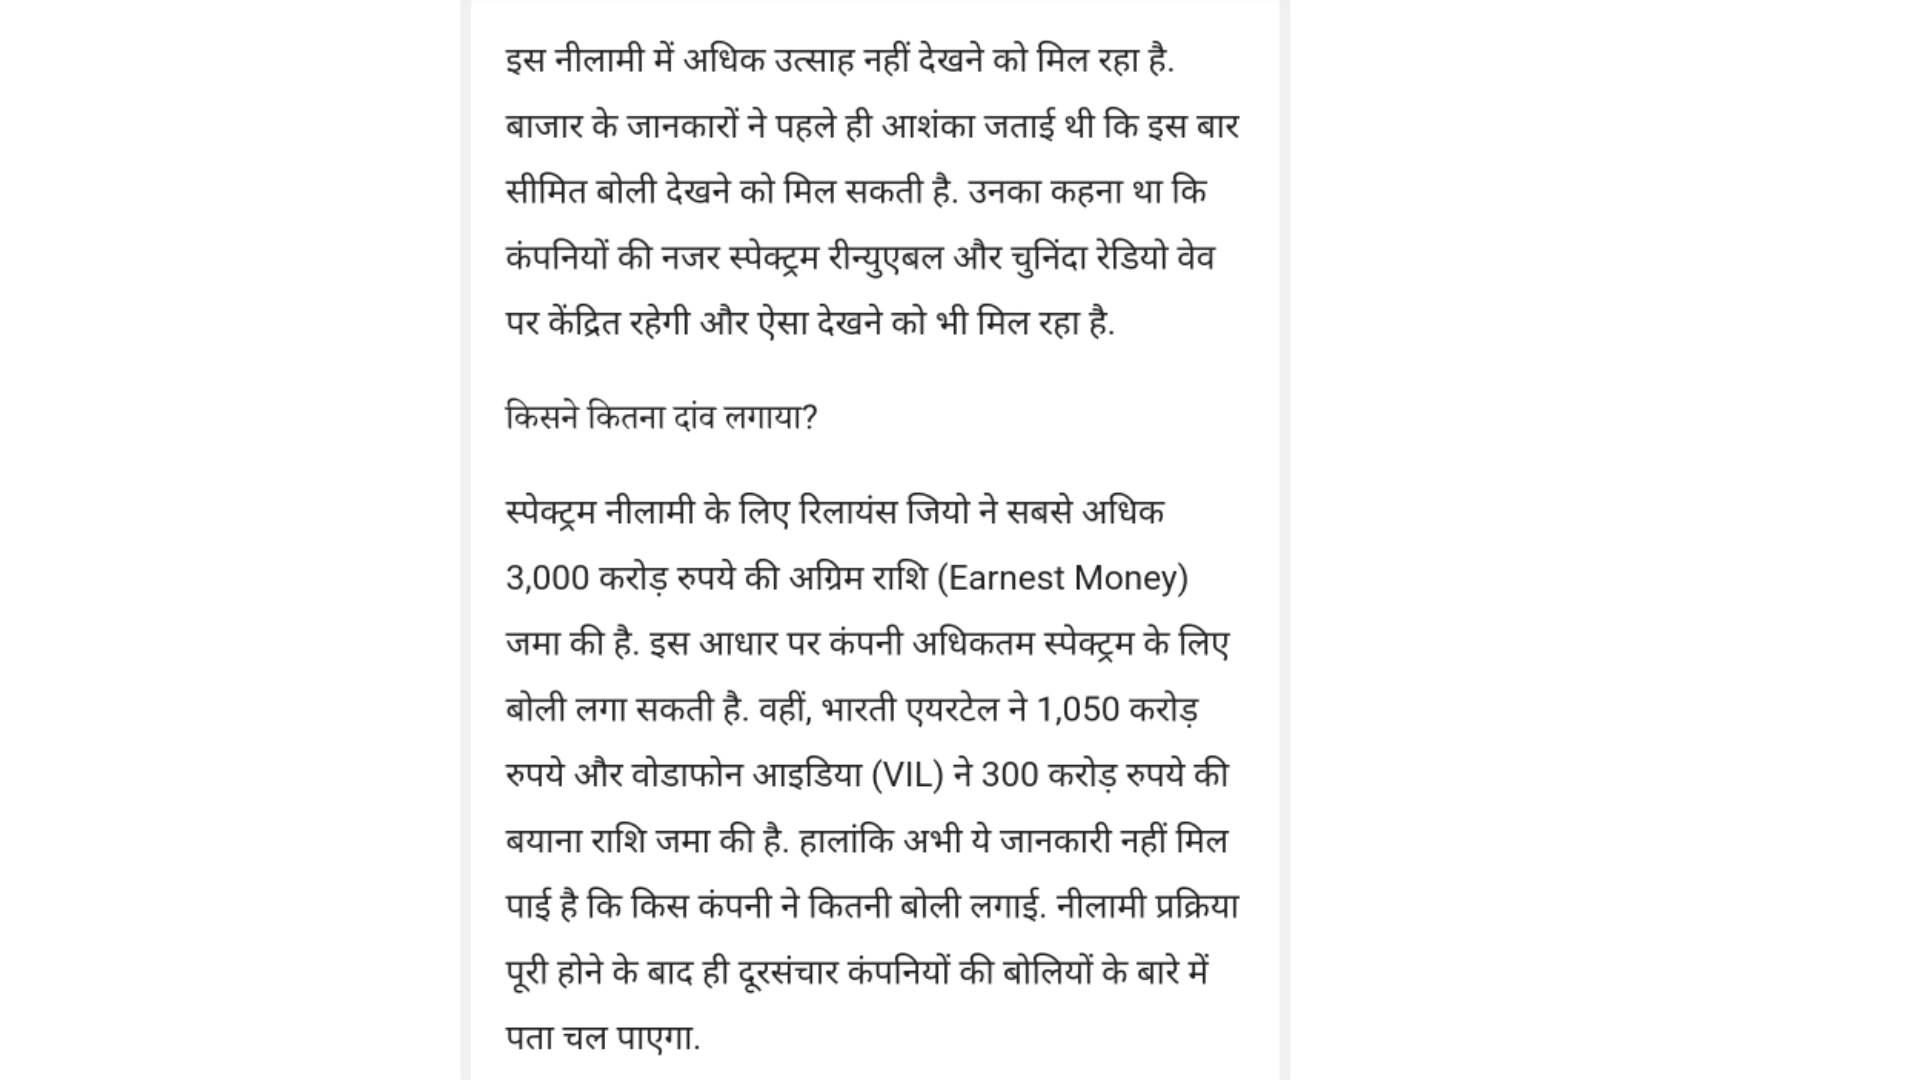 इस नीलामी में अधिक उत्साह नहीं देखने को मिल रहा है.
बाजार के जानकारों ने पहले ही आशंका जताई थी कि इस बार
सीमित बोली देखने को मिल सकती है. उनका कहना था कि
कंपनियों की नजर स्पेक्ट्रम रीन्युएबल और चुनिंदा रेडियो वेव
पर केंद्रित रहेगी और ऐसा देखने को भी मिल रहा है.
किसने कितना दांव लगाया?
स्पेक्ट्रम नीलामी के लिए रिलायंस जियो ने सबसे अधिक
3,000 करोड़ रुपये की अग्रिम राशि (Earnest Money)
जमा की है. इस आधार पर कंपनी अधिकतम स्पेक्ट्रम के लिए
बोली लगा सकती है. वहीं, भारती एयरटेल ने 1,050 करोड़
रुपये और वोडाफोन आइडिया (VIL) ने 300 करोड़ रुपये की
बयाना राशि जमा की है. हालांकि अभी ये जानकारी नहीं मिल
पाई है कि किस कंपनी ने कितनी बोली लगाई. नीलामी प्रक्रिया
पूरी होने के बाद ही दूरसंचार कंपनियों की बोलियों के बारे में
पता चल पाएगा.